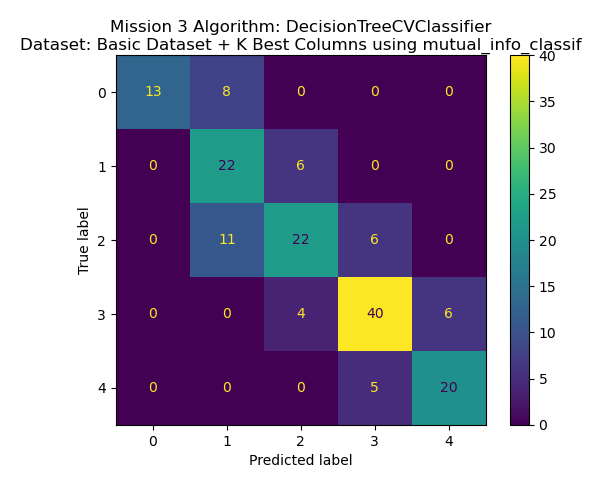 Mission 3 Algorithm: DecisionTreeCVClassifier
Dataset: Basic Dataset + K Best Columns using mutual_info_classif
0 13 8 0 0 0
1 0 22 6 0 0
2 0 11 22 6 0
3 0 0 4 40 6
4 0 0 0 5 20
0 1 2 3 4
True label
Predicted label
40
35
30
25
20
15
10
5
0